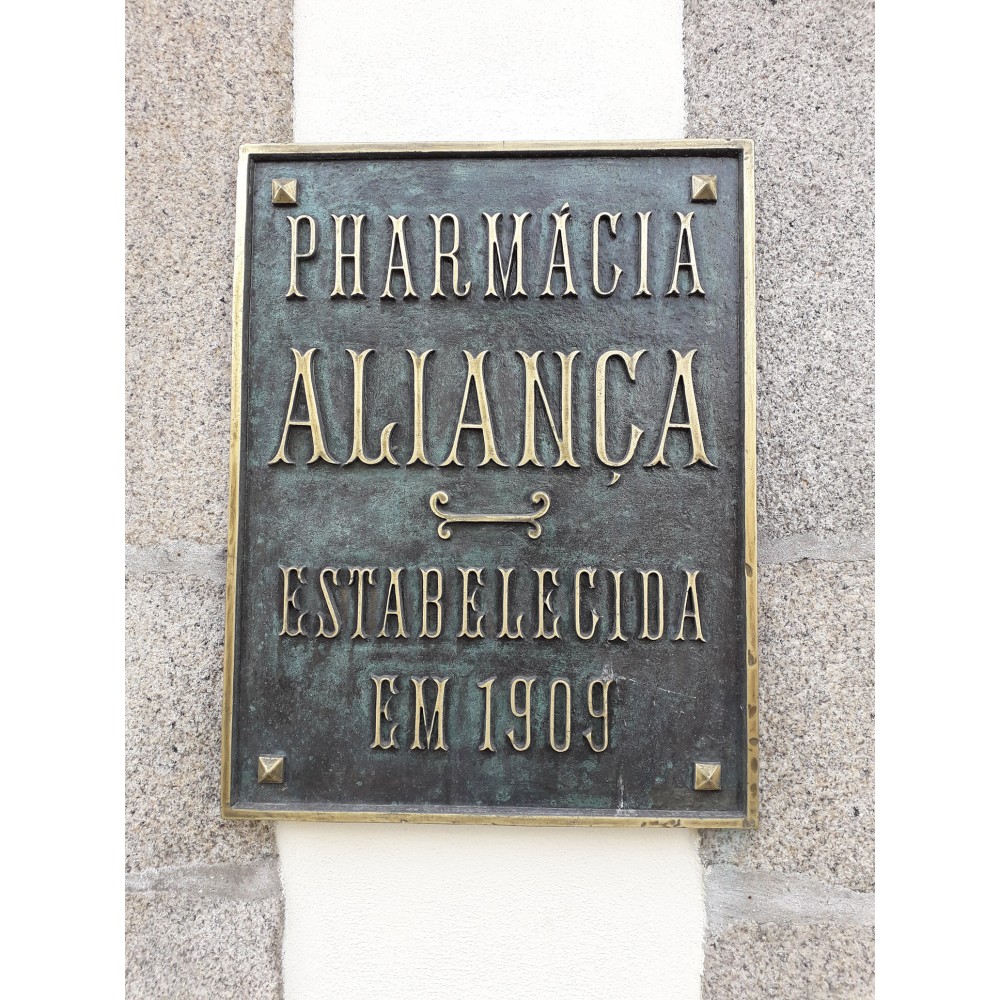 PHARMÁCIA
ALIANÇA
ESTABELECIDA
EM 1909